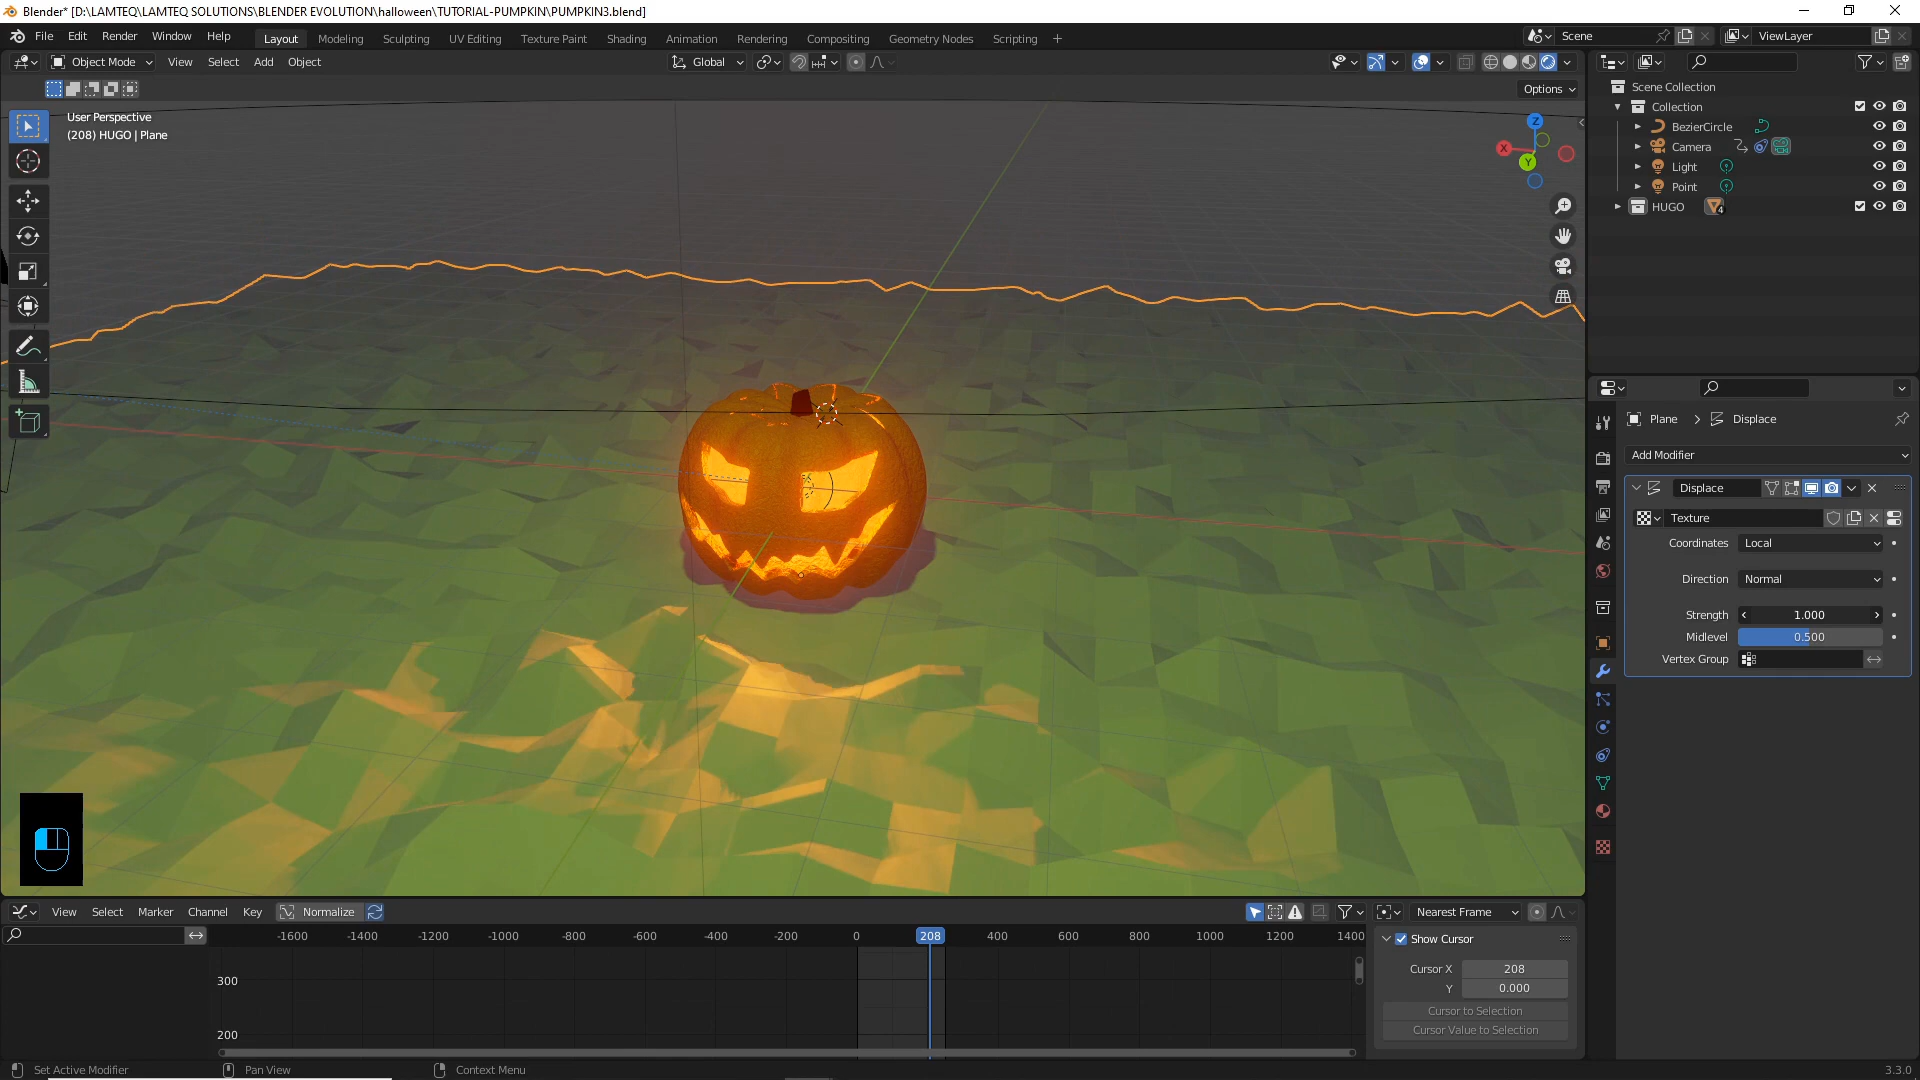 Blender* [D:\LAMTEQ\LAMTEQ SOLUTIONS\BLENDER EVOLUTION\halloween\TUTORIAL-PUMPKIN\PUMPKIN3.blend]
File Edit Render Window Help Layout Modeling Sculpting UV Editing Texture Paint Shading Animation Rendering Compositing Geometry Nodes Scripting + Scene ViewLayer
Object Mode View Select Add Object Global
Options
User Perspective
(208) HUGO | Plane
Z
X
Y
Scene Collection
Collection
BezierCircle
Camera
Light
Point
HUGO 4
Plane > Displace
Add Modifier
Displace
Texture
Coordinates Local
Direction Normal
Strength 1.000
Midlevel 0.500
Vertex Group
View Select Marker Channel Key Normalize Nearest Frame
-1600 -1400 -1200 -1000 -800 -600 -400 -200 0 208 400 600 800 1000 1200 1400
300
200
Show Cursor
Cursor X 208
Y 0.000
Cursor to Selection
Cursor Value to Selection
Set Active Modifier Pan View Context Menu 3.3.0